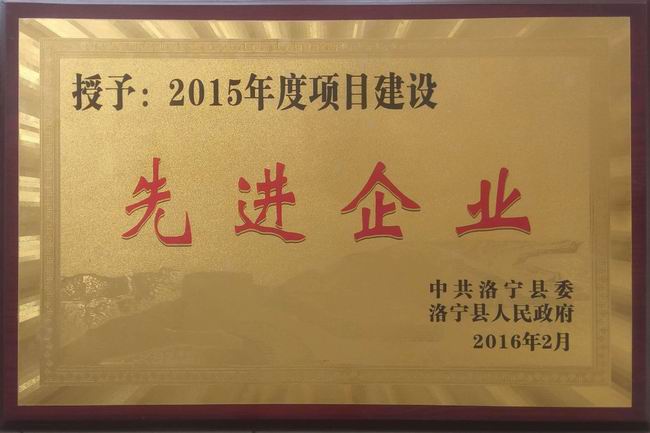 授予：2015年度项目建设
先进企业
中共洛宁县委
洛宁县人民政府
2016年2月